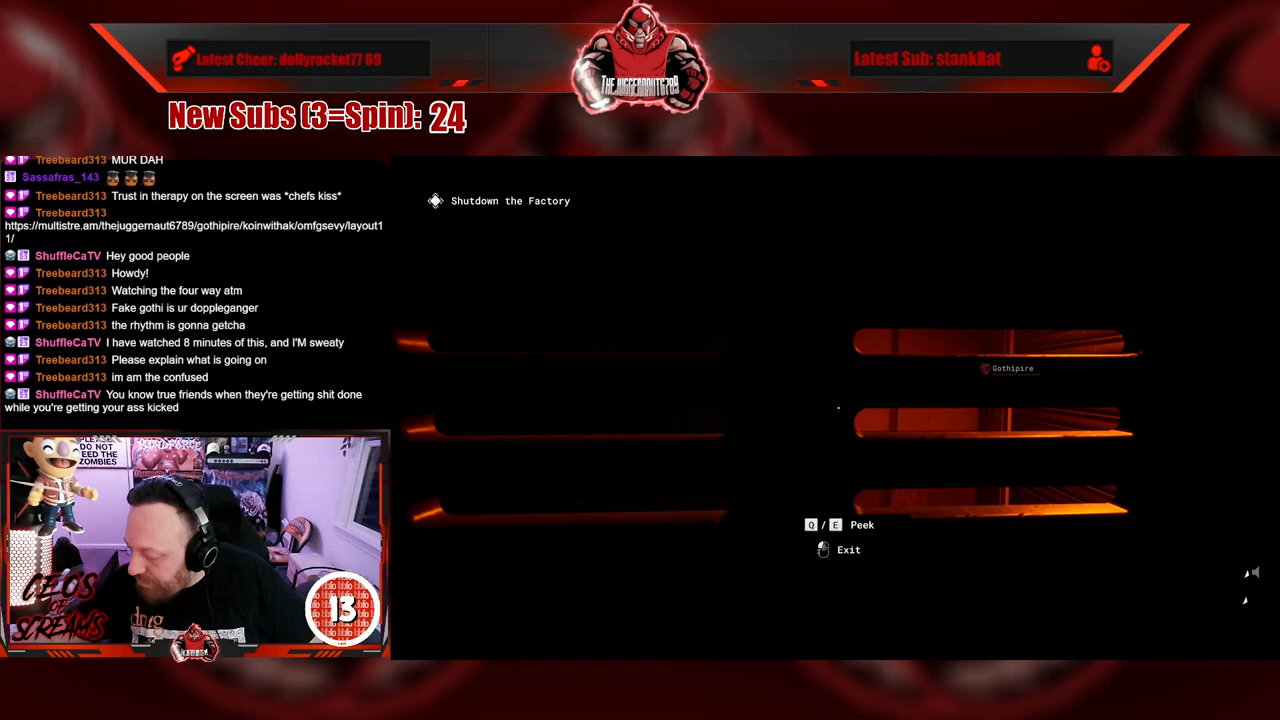 Latest Cheer: dollyrocket77 69
THEJUGGERNAUT6789
Latest Sub: stankRat
New Subs (3=Spin): 24
Treebeard313 MUR DAH
Sassafras_143
Treebeard313 Trust in therapy on the screen was *chefs kiss*
Treebeard313
https://multistre.am/thejuggernaut6789/gothipire/koinwithak/omfgsevy/layout1
1/
ShuffleCaTV Hey good people
Treebeard313 Howdy!
Treebeard313 Watching the four way atm
Treebeard313 Fake gothi is ur doppleganger
Treebeard313 the rhythm is gonna getcha
ShuffleCaTV I have watched 8 minutes of this, and I'M sweaty
Treebeard313 Please explain what is going on
Treebeard313 im am the confused
ShuffleCaTV You know true friends when they're getting shit done
while you're getting your ass kicked
Shutdown the Factory
Gothipire
Q / E Peek
Exit
DO NOT
FEED THE
ZOMBIES
CEOS
OF
SCREAMS
13